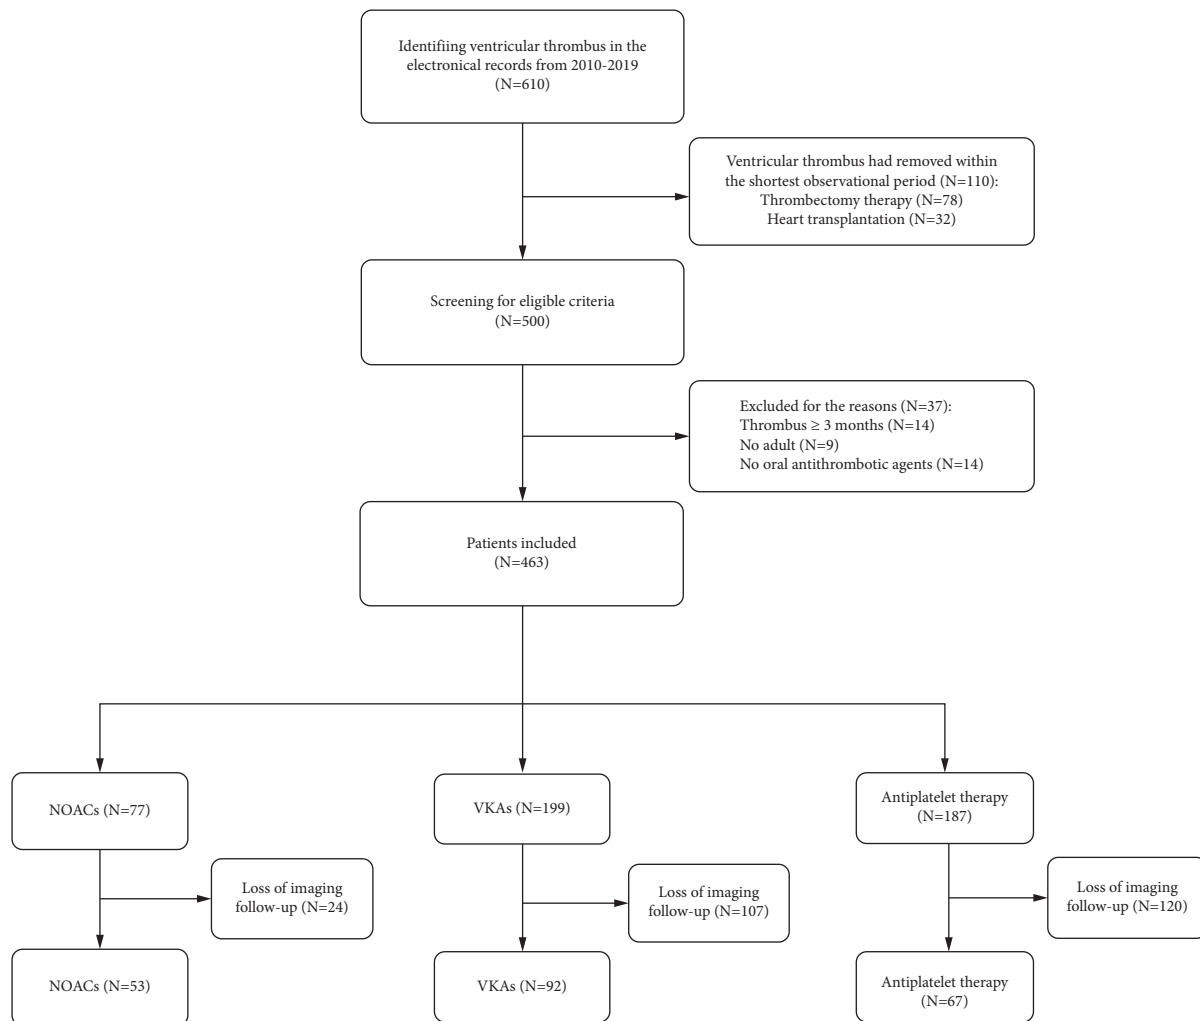 Identifiing ventricular thrombus in the
electronical records from 2010-2019
(N=610)
Ventricular thrombus had removed within
the shortest observational period (N=110):
Thrombectomy therapy (N=78)
Heart transplantation (N=32)
Screening for eligible criteria
(N=500)
Excluded for the reasons (N=37):
Thrombus ≥ 3 months (N=14)
No adult (N=9)
No oral antithrombotic agents (N=14)
Patients included
(N=463)
NOACs (N=77)
VKAs (N=199)
Antiplatelet therapy
(N=187)
Loss of imaging
follow-up (N=24)
Loss of imaging
follow-up (N=107)
Loss of imaging
follow-up (N=120)
NOACs (N=53)
VKAs (N=92)
Antiplatelet therapy
(N=67)